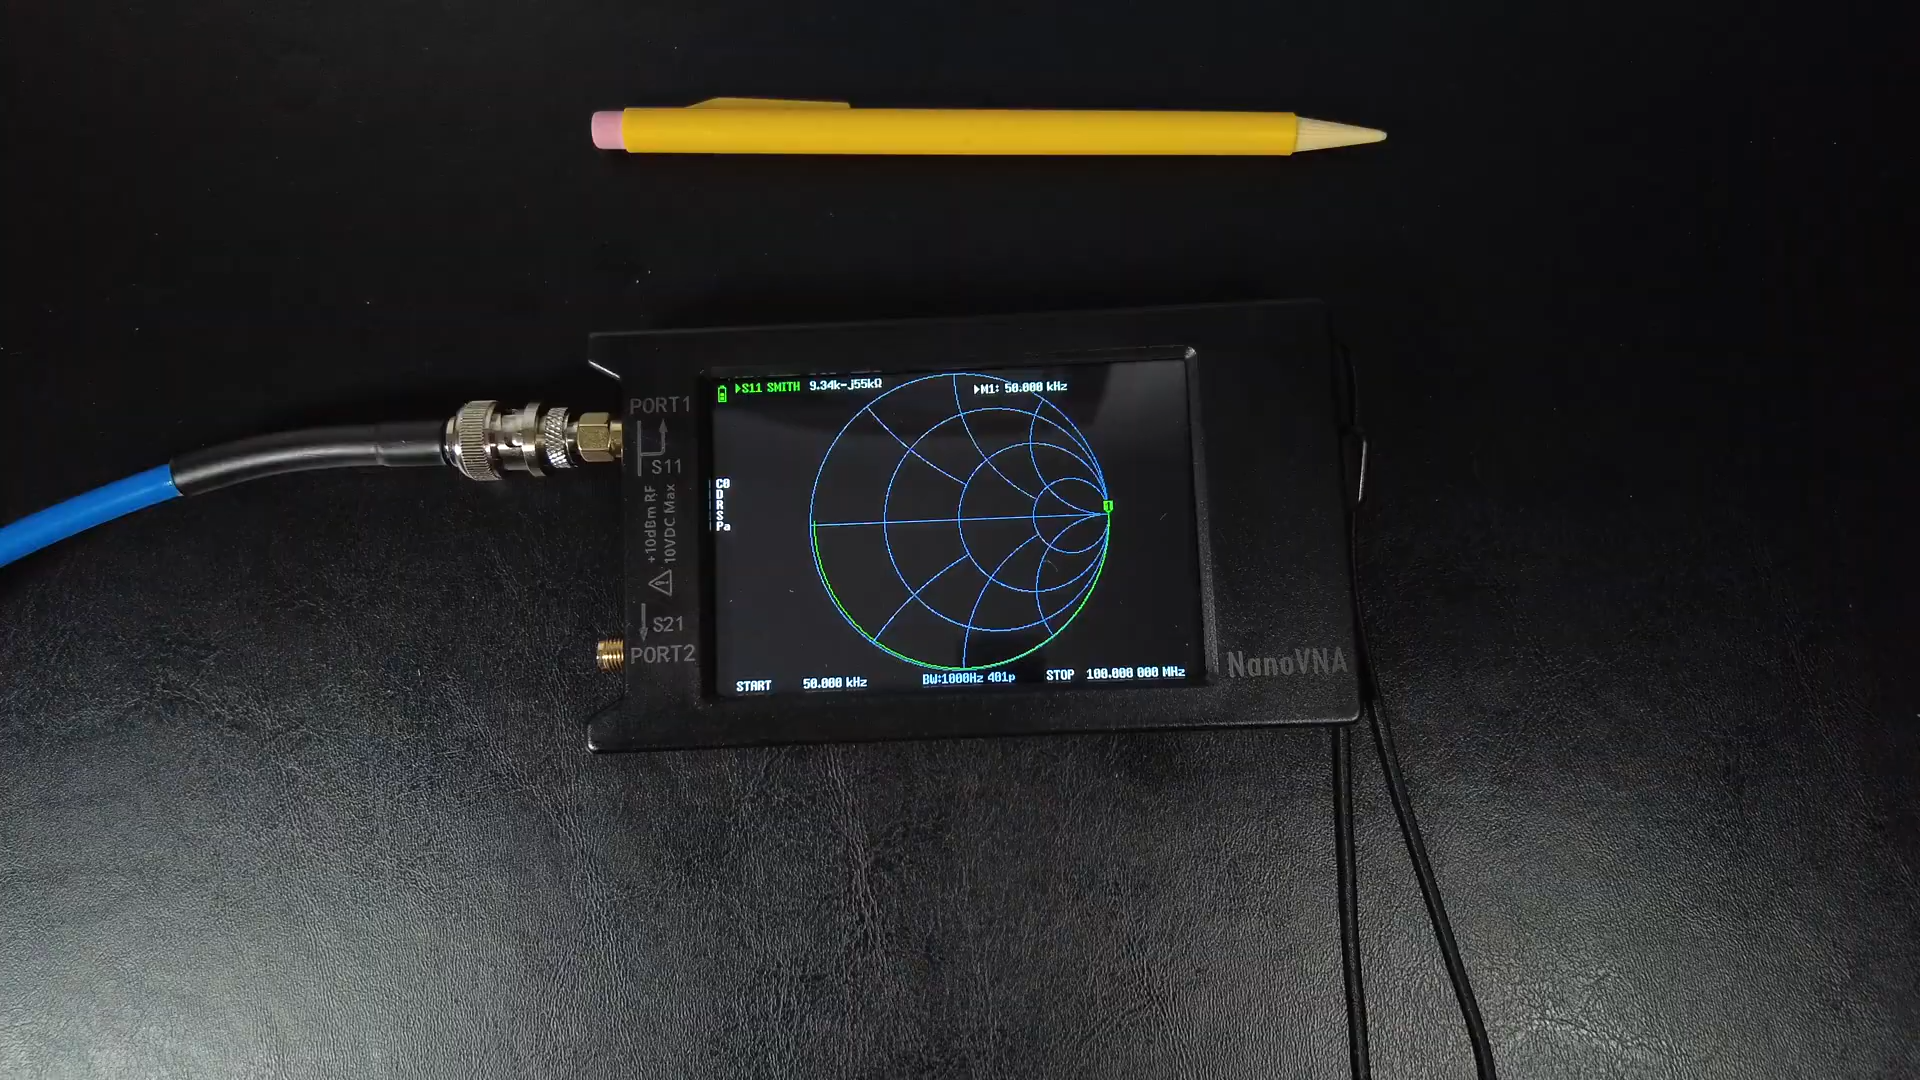 ▶S11 SMITH 9.34k-j55kΩ
▶M1: 50.000 kHz
C0
D
R
S
Pa
1
START 50.000 kHz
BW:1000Hz 401p
STOP 100.000 000 MHz
PORT1
S11
+10dBm RF
10VDC Max
S21
PORT2
NanoVNA